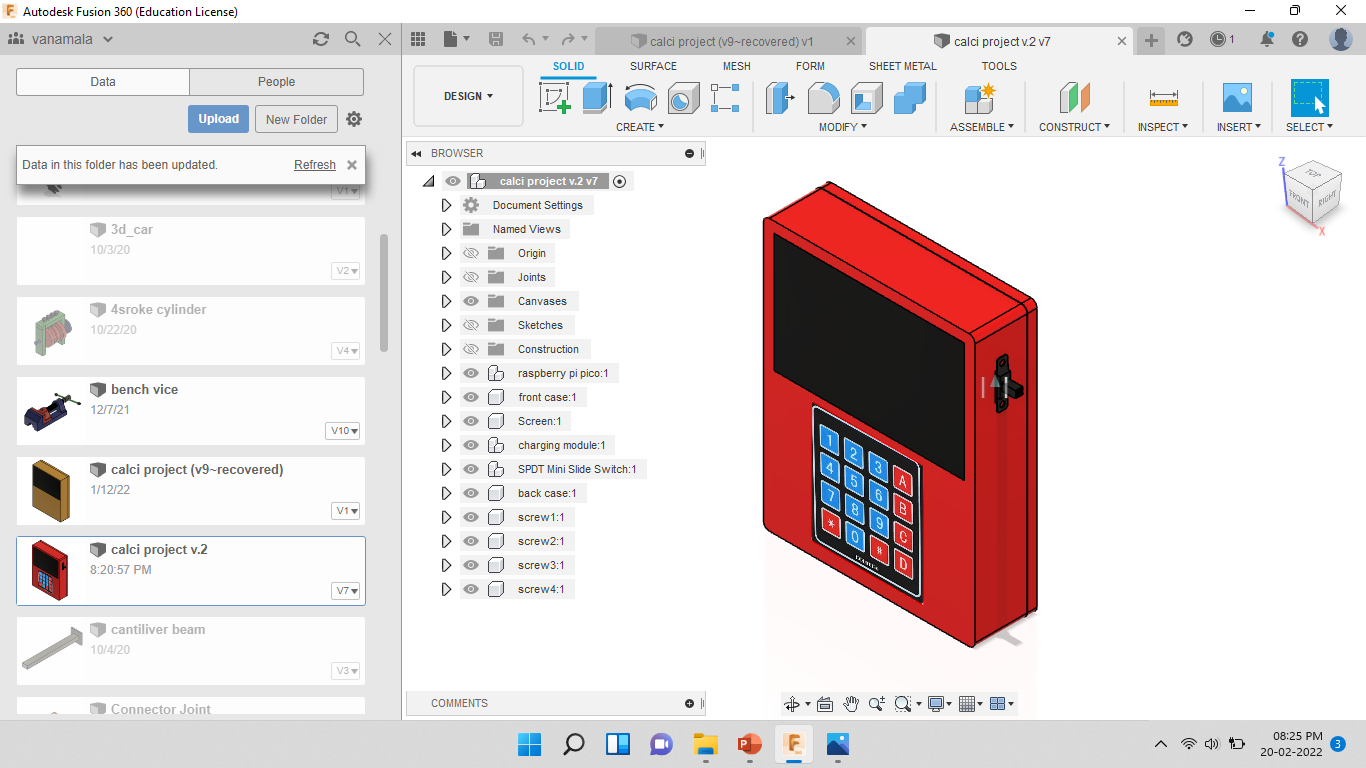 Autodesk Fusion 360 (Education License)
vanamala
calci project (v9~recovered) v1
calci project v.2 v7
1
Data
People
Upload
New Folder
Data in this folder has been updated.
Refresh
V1
3d_car
10/3/20
V2
4sroke cylinder
10/22/20
V4
bench vice
12/7/21
V10
calci project (v9~recovered)
1/12/22
V1
calci project v.2
8:20:57 PM
V7
cantiliver beam
10/4/20
V3
Connector Joint
SOLID
SURFACE
MESH
FORM
SHEET METAL
TOOLS
DESIGN
CREATE
MODIFY
ASSEMBLE
CONSTRUCT
INSPECT
INSERT
SELECT
BROWSER
calci project v.2 v7
Document Settings
Named Views
Origin
Joints
Canvases
Sketches
Construction
raspberry pi pico:1
front case:1
Screen:1
charging module:1
SPDT Mini Slide Switch:1
back case:1
screw1:1
screw2:1
screw3:1
screw4:1
COMMENTS
Z
TOP
FRONT
RIGHT
X
1 2 3 A
4 5 6 B
7 8 9 C
* 0 # D
08:25 PM
20-02-2022
3